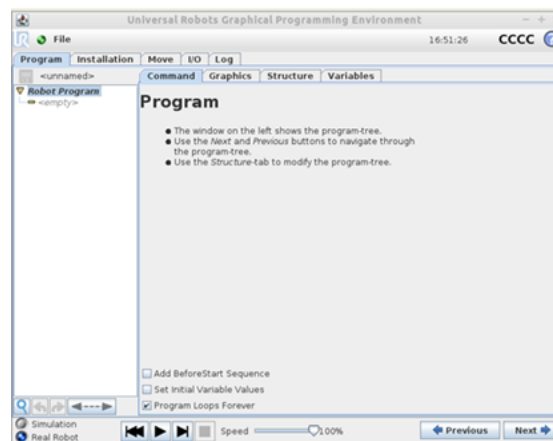 Universal Robots Graphical Programming Environment
File
16:51:26
CCCC
Program Installation Move I/O Log
<unnamed>
Command Graphics Structure Variables
Robot Program
<empty>
Program
The window on the left shows the program-tree.
Use the Next and Previous buttons to navigate through
the program-tree.
Use the Structure-tab to modify the program-tree.
Add BeforeStart Sequence
Set Initial Variable Values
Program Loops Forever
Simulation
Real Robot
Speed
100%
Previous
Next